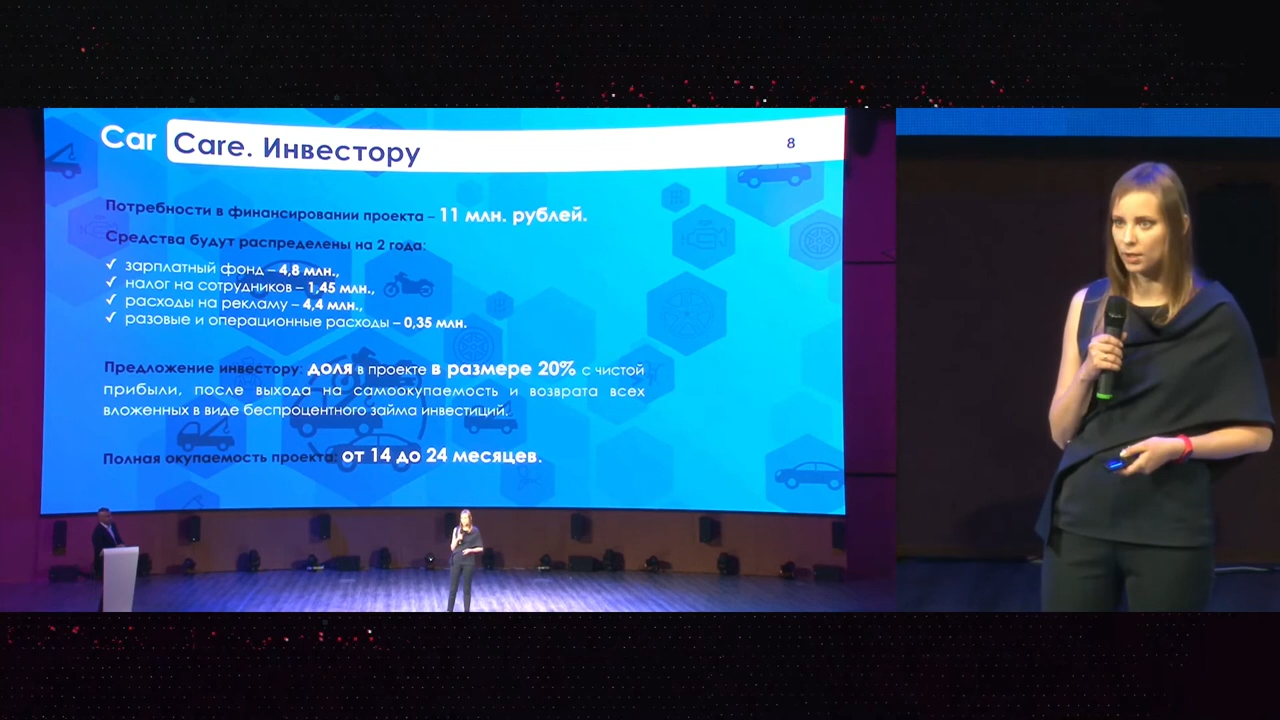 Car Care. Инвестору
8
Потребности в финансировании проекта – 11 млн. рублей.
Средства будут распределены на 2 года:
✓ зарплатный фонд – 4,8 млн.,
✓ налог на сотрудников – 1,45 млн.,
✓ расходы на рекламу – 4,4 млн.,
✓ разовые и операционные расходы – 0,35 млн.
Предложение инвестору: доля в проекте в размере 20% с чистой
прибыли, после выхода на самоокупаемость и возврата всех
вложенных в виде беспроцентного займа инвестиций.
Полная окупаемость проекта: от 14 до 24 месяцев.